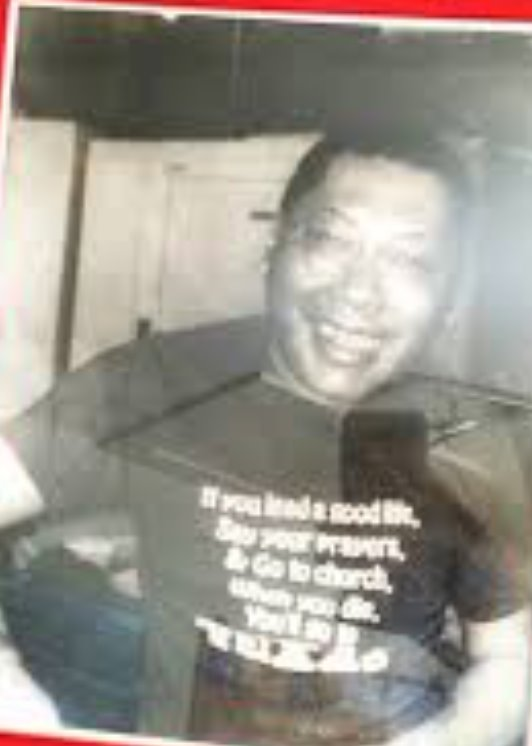 If you lead a good life,
Say your prayers,
& Go to church,
when you die.
You'll go to